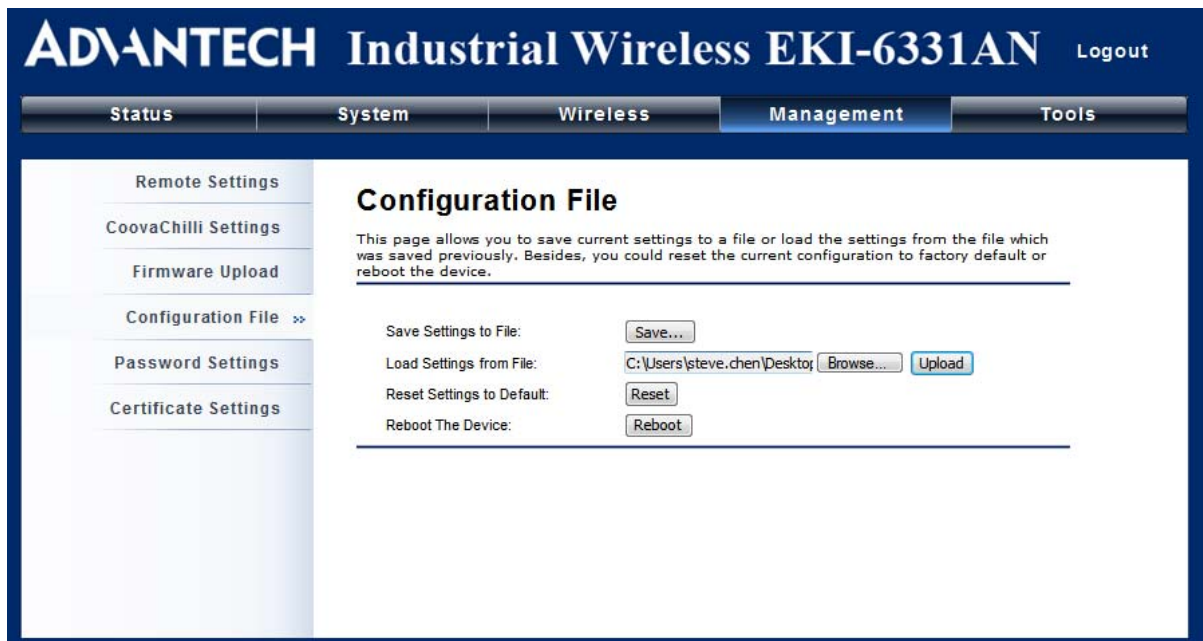 ADVANTECH Industrial Wireless EKI-6331AN Logout
Status System Wireless Management Tools
Remote Settings
CoovaChilli Settings
Firmware Upload
Configuration File »
Password Settings
Certificate Settings
Configuration File
This page allows you to save current settings to a file or load the settings from the file which
was saved previously. Besides, you could reset the current configuration to factory default or
reboot the device.
Save Settings to File: Save...
Load Settings from File: C:\Users\steve.chen\Desktop Browse... Upload
Reset Settings to Default: Reset
Reboot The Device: Reboot